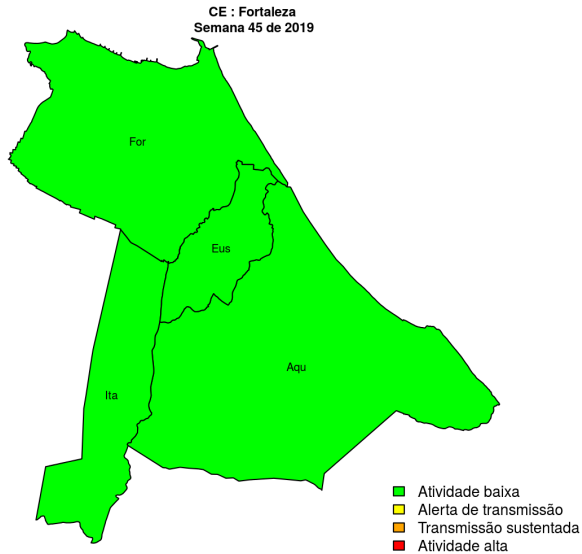 CE : Fortaleza
Semana 45 de 2019
For
Eus
Aqu
Ita
Atividade baixa
Alerta de transmissão
Transmissão sustentada
Atividade alta